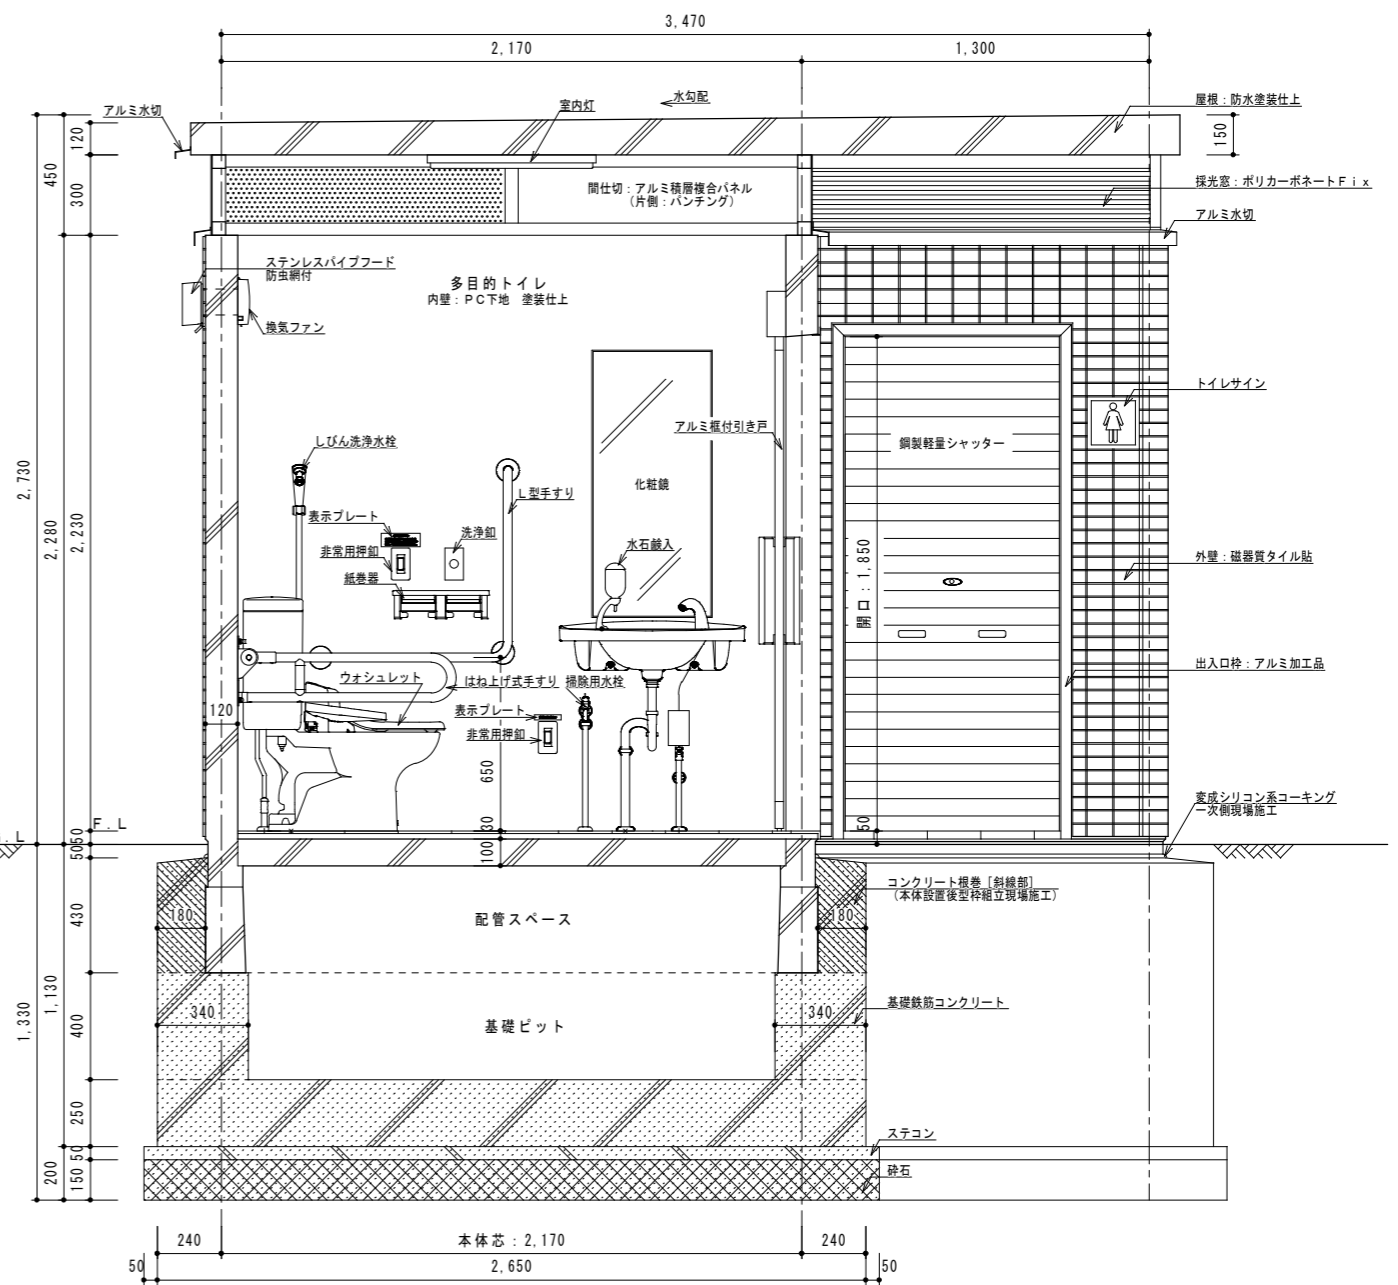 3,470
2,170
1,300
アルミ水切
室内灯
水勾配
屋根：防水塗装仕上
120
150
450
300
間仕切：アルミ積層複合パネル
（片側：パンチング）
採光窓：ポリカーボネートＦｉｘ
アルミ水切
ステンレスパイプフード
防虫網付
多目的トイレ
内壁：ＰＣ下地　塗装仕上
換気ファン
トイレサイン
アルミ框付引き戸
しびん洗浄水栓
鋼製軽量シャッター
2,730
2,280
2,230
化粧鏡
Ｌ型手すり
表示プレート
洗浄釦
非常用押釦
水石鹸入
紙巻器
開口：1,850
外壁：磁器質タイル貼
出入口枠：アルミ加工品
ウォシュレット
はね上げ式手すり
掃除用水栓
120
表示プレート
非常用押釦
650
変成シリコン系コーキング
一次側現場施工
F.L
.L
50
50
30
50
100
コンクリート根巻［斜線部］
（本体設置後型枠組立現場施工）
180
配管スペース
180
430
1,130
1,330
340
基礎ピット
340
基礎鉄筋コンクリート
400
250
ステコン
50
200
150
砕石
240
本体芯：2,170
240
50
2,650
50